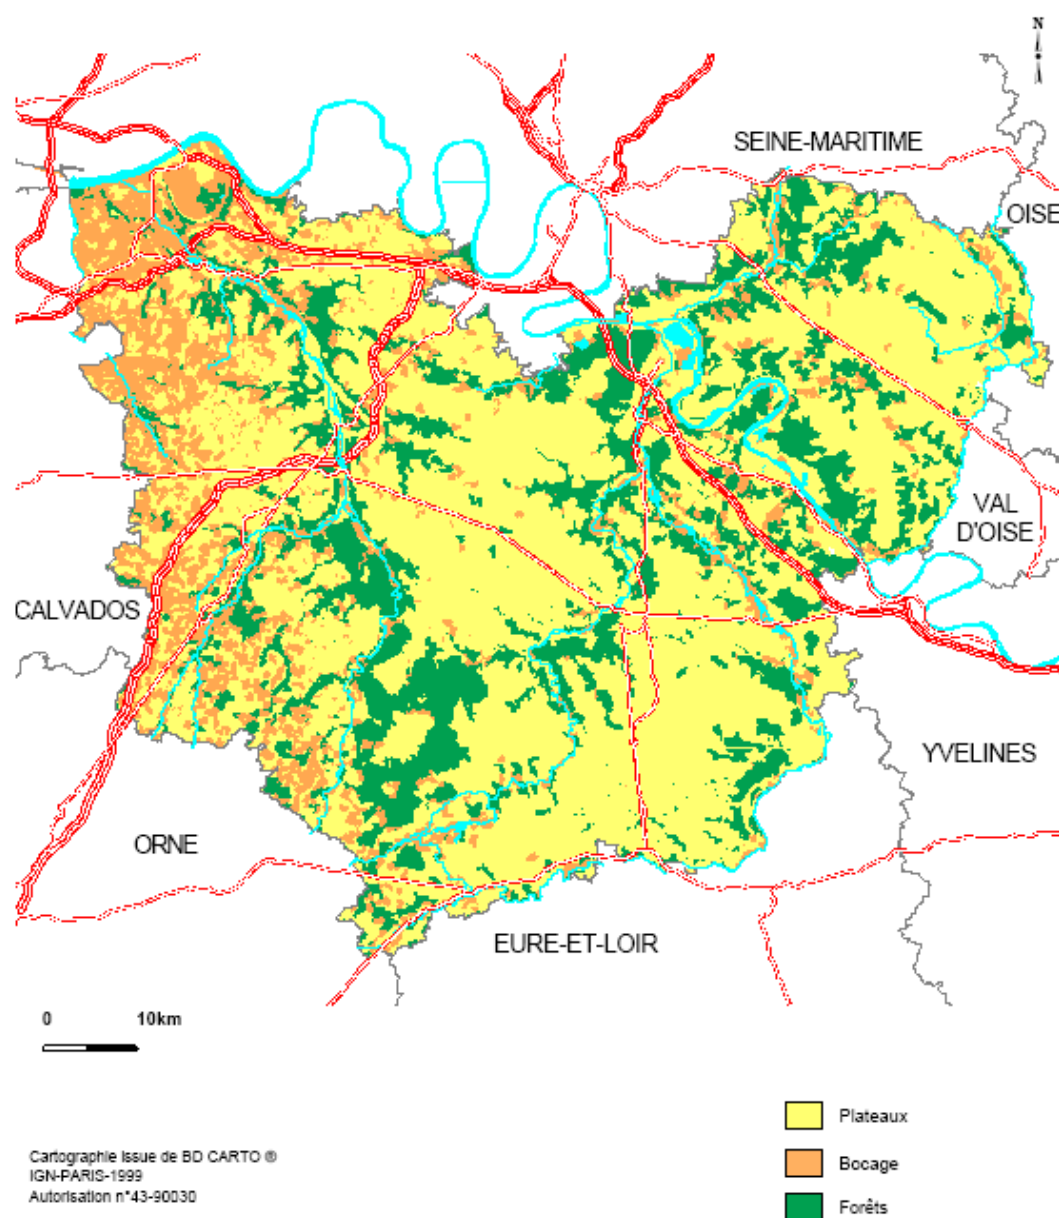 N
SEINE-MARITIME
OISE
VAL
D'OISE
CALVADOS
YVELINES
ORNE
EURE-ET-LOIR
0 10km
Plateaux
Bocage
Forêts
Cartographie issue de BD CARTO ®
IGN-PARIS-1999
Autorisation n°43-90030